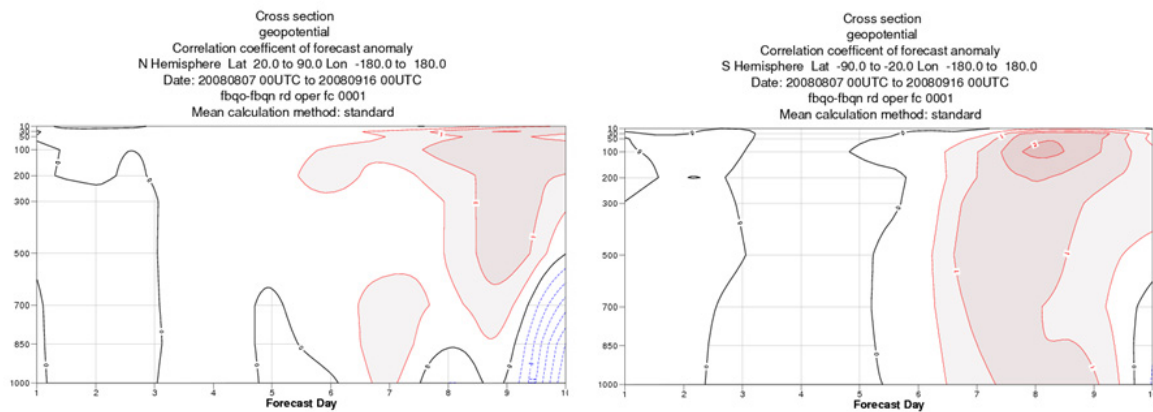 Cross section
geopotential
Correlation coefficent of forecast anomaly
N Hemisphere Lat 20.0 to 90.0 Lon -180.0 to 180.0
Date: 20080807 00UTC to 20080916 00UTC
fbqo-fbqn rd oper fc 0001
Mean calculation method: standard
10
50
100
200
300
500
700
850
1000
1 2 3 4 5 6 7 8 9 10
Forecast Day
Cross section
geopotential
Correlation coefficent of forecast anomaly
S Hemisphere Lat -90.0 to -20.0 Lon -180.0 to 180.0
Date: 20080807 00UTC to 20080916 00UTC
fbqo-fbqn rd oper fc 0001
Mean calculation method: standard
10
50
100
200
300
500
700
850
1000
1 2 3 4 5 6 7 8 9
Forecast Day